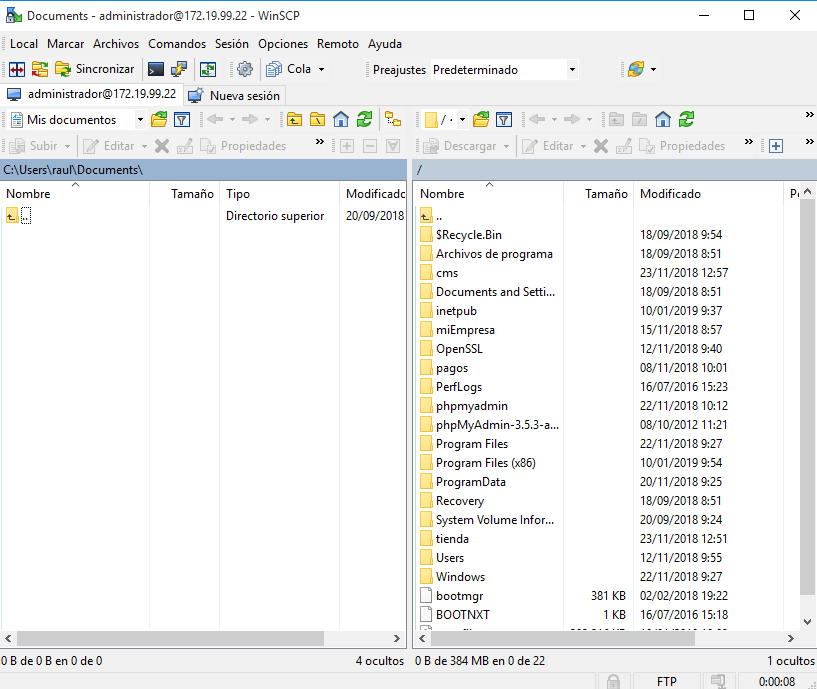 Documents - administrador@172.19.99.22 - WinSCP
Local Marcar Archivos Comandos Sesión Opciones Remoto Ayuda
Sincronizar Cola Preajustes Predeterminado
administrador@172.19.99.22 Nueva sesión
Mis documentos / ·
Subir Editar Propiedades Descargar Editar Propiedades
C:\Users\raul\Documents\ /
Nombre Tamaño Tipo Modificado Nombre Tamaño Modificado
.. Directorio superior 20/09/2018 ..
$Recycle.Bin 18/09/2018 9:54
Archivos de programa 18/09/2018 8:51
cms 23/11/2018 12:57
Documents and Setti... 18/09/2018 8:51
inetpub 10/01/2019 9:37
miEmpresa 15/11/2018 8:57
OpenSSL 12/11/2018 9:40
pagos 08/11/2018 10:01
PerfLogs 16/07/2016 15:23
phpmyadmin 22/11/2018 10:12
phpMyAdmin-3.5.3-a... 08/10/2012 11:21
Program Files 22/11/2018 9:27
Program Files (x86) 10/01/2019 9:54
ProgramData 20/11/2018 9:25
Recovery 18/09/2018 8:51
System Volume Infor... 20/09/2018 9:24
tienda 23/11/2018 12:51
Users 12/11/2018 9:55
Windows 22/11/2018 9:27
bootmgr 381 KB 02/02/2018 19:22
BOOTNXT 1 KB 16/07/2016 15:18
0 B de 0 B en 0 de 0 4 ocultos 0 B de 384 MB en 0 de 22 1 ocultos
FTP 0:00:08